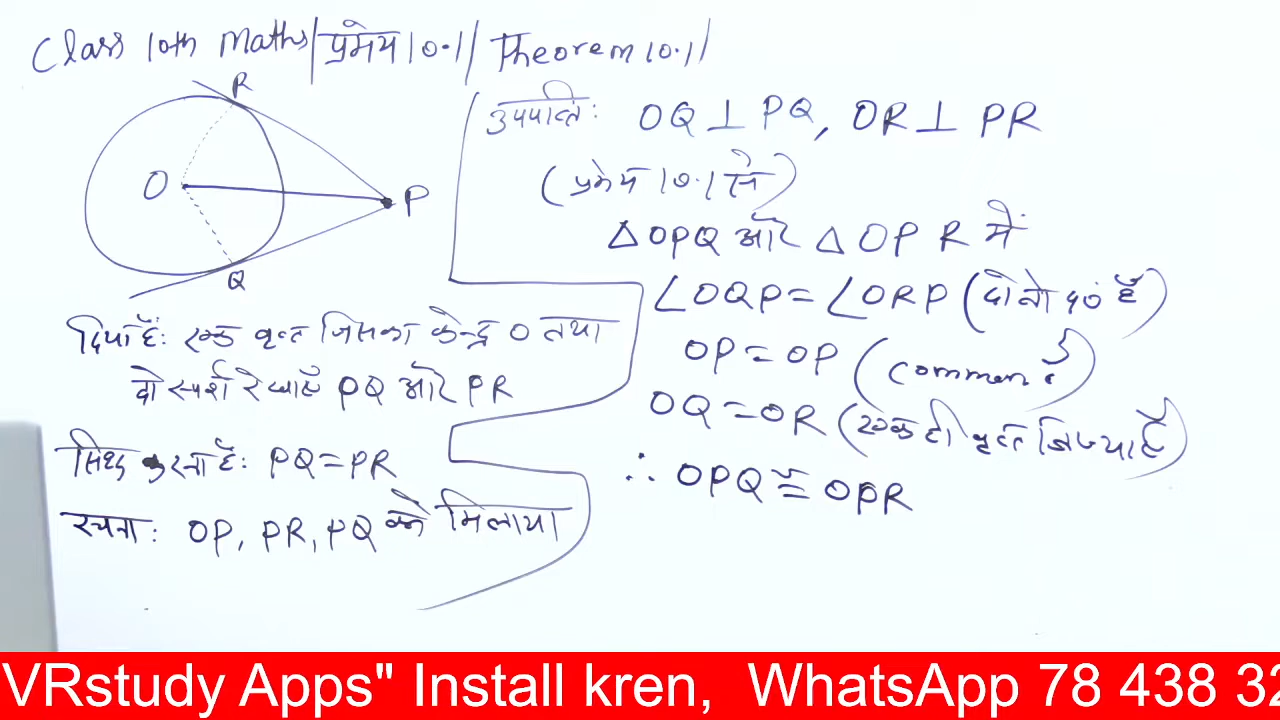 Class 10th Maths/प्रमेय 10.1/ Theorem 10.1/
R
O
P
Q
दिया है: एक वृत्त जिसका केन्द्र O तथा
दो स्पर्श रेखाएँ PQ और PR
सिध्द करना है: PQ=PR
रचना: OP, PR, PQ को मिलाया
उपपत्ति: OQ⊥PQ, OR⊥PR
(प्रमेय 10.1 से)
△OPQ और △OPR में
∠OQP=∠ORP (दोनो 90 है)
OP=OP (Common है)
OQ=OR (एक ही वृत्त त्रिज्या है)
∴ OPQ≅OPR
VRstudy Apps" Install kren, WhatsApp 78 438 32